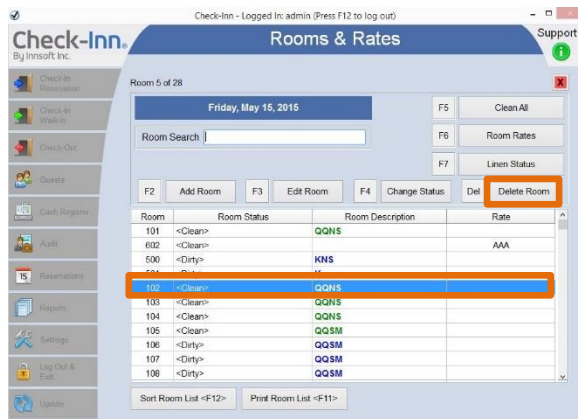 Check-Inn - Logged In: admin (Press F12 to log out)
Check-Inn®
By Innsoft Inc.
Rooms & Rates
Support
Check-In
Reservation
Check-In
Walk-In
Check-Out
Guests
Cash Register
Audit
15
Reservations
Reports
Settings
Log Out &
Exit
Update
Room 5 of 28
X
Friday, May 15, 2015
F5 Clean All
Room Search
F6 Room Rates
F7 Linen Status
F2 Add Room F3 Edit Room F4 Change Status Del Delete Room
Room Room Status Room Description Rate
101 <Clean> QQNS
602 <Clean> AAA
500 <Dirty> KNS
102 <Clean> QQNS
103 <Clean> QQNS
104 <Clean> QQNS
105 <Clean> QQSM
106 <Dirty> QQSM
107 <Dirty> QQSM
108 <Dirty> QQSM
Sort Room List <F12> Print Room List <F11>